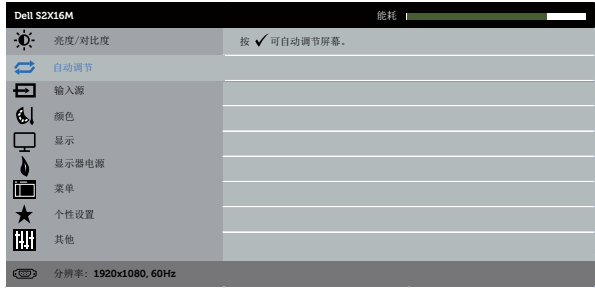 Dell S2X16M 能耗
亮度/对比度 按 ✓ 可自动调节屏幕。
自动调节
输入源
颜色
显示
显示器电源
菜单
个性设置
其他
分辨率: 1920x1080, 60Hz